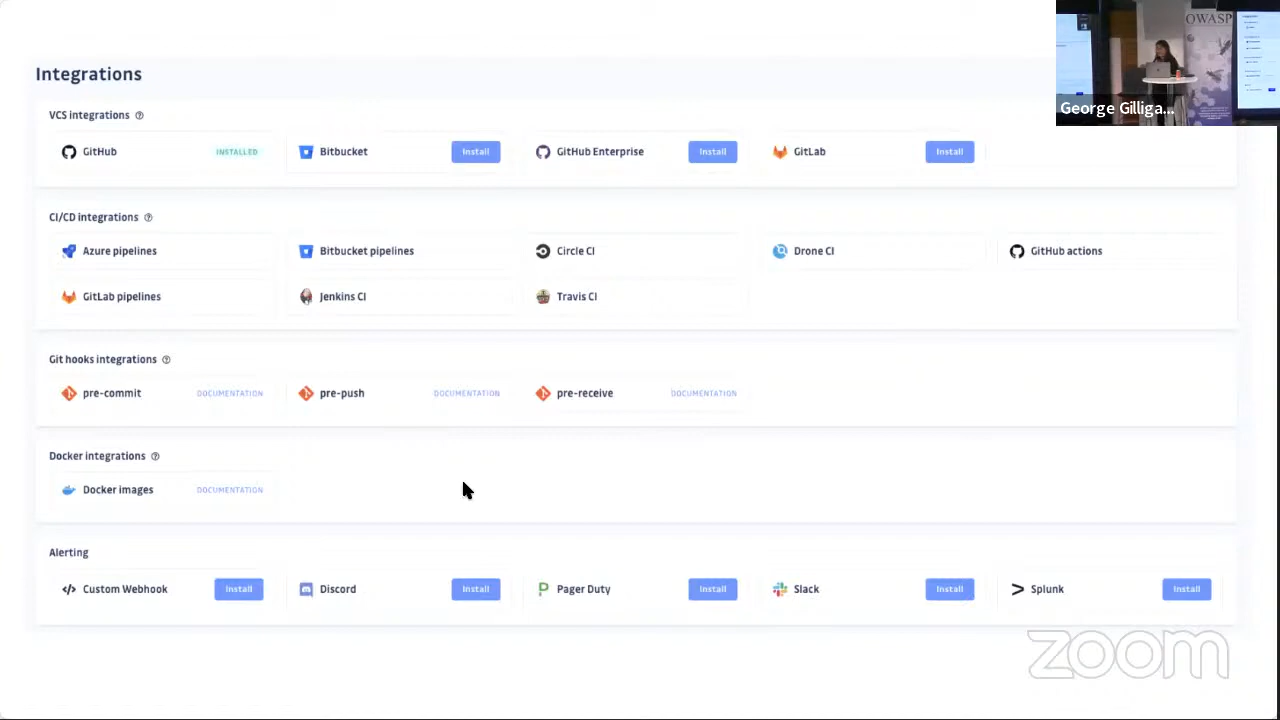 OWASP
George Gilliga...
Integrations
VCS integrations
GitHub INSTALLED Bitbucket Install GitHub Enterprise Install GitLab Install
CI/CD integrations
Azure pipelines Bitbucket pipelines Circle CI Drone CI GitHub actions
GitLab pipelines Jenkins CI Travis CI
Git hooks integrations
pre-commit DOCUMENTATION pre-push DOCUMENTATION pre-receive DOCUMENTATION
Docker integrations
Docker images DOCUMENTATION
Alerting
Custom Webhook Install Discord Install Pager Duty Install Slack Install Splunk Install
zoom